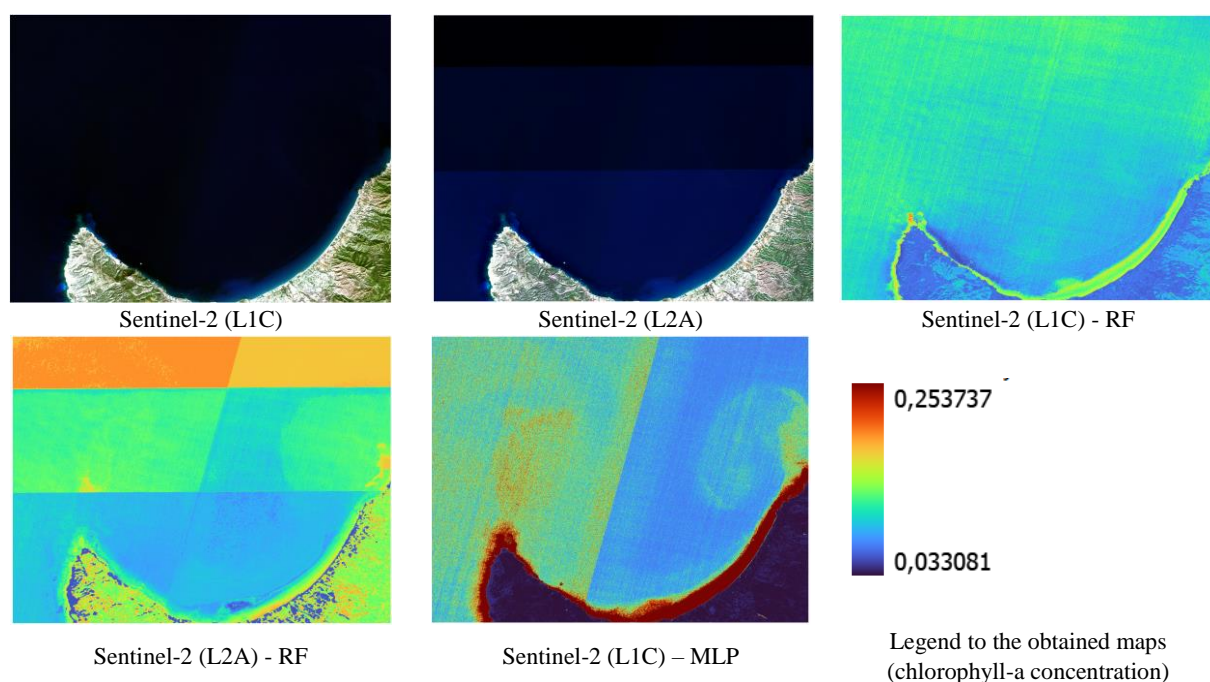 Sentinel-2 (L1C)
Sentinel-2 (L2A)
Sentinel-2 (L1C) - RF
Sentinel-2 (L2A) - RF
Sentinel-2 (L1C) – MLP
0,253737
0,033081
Legend to the obtained maps
(chlorophyll-a concentration)